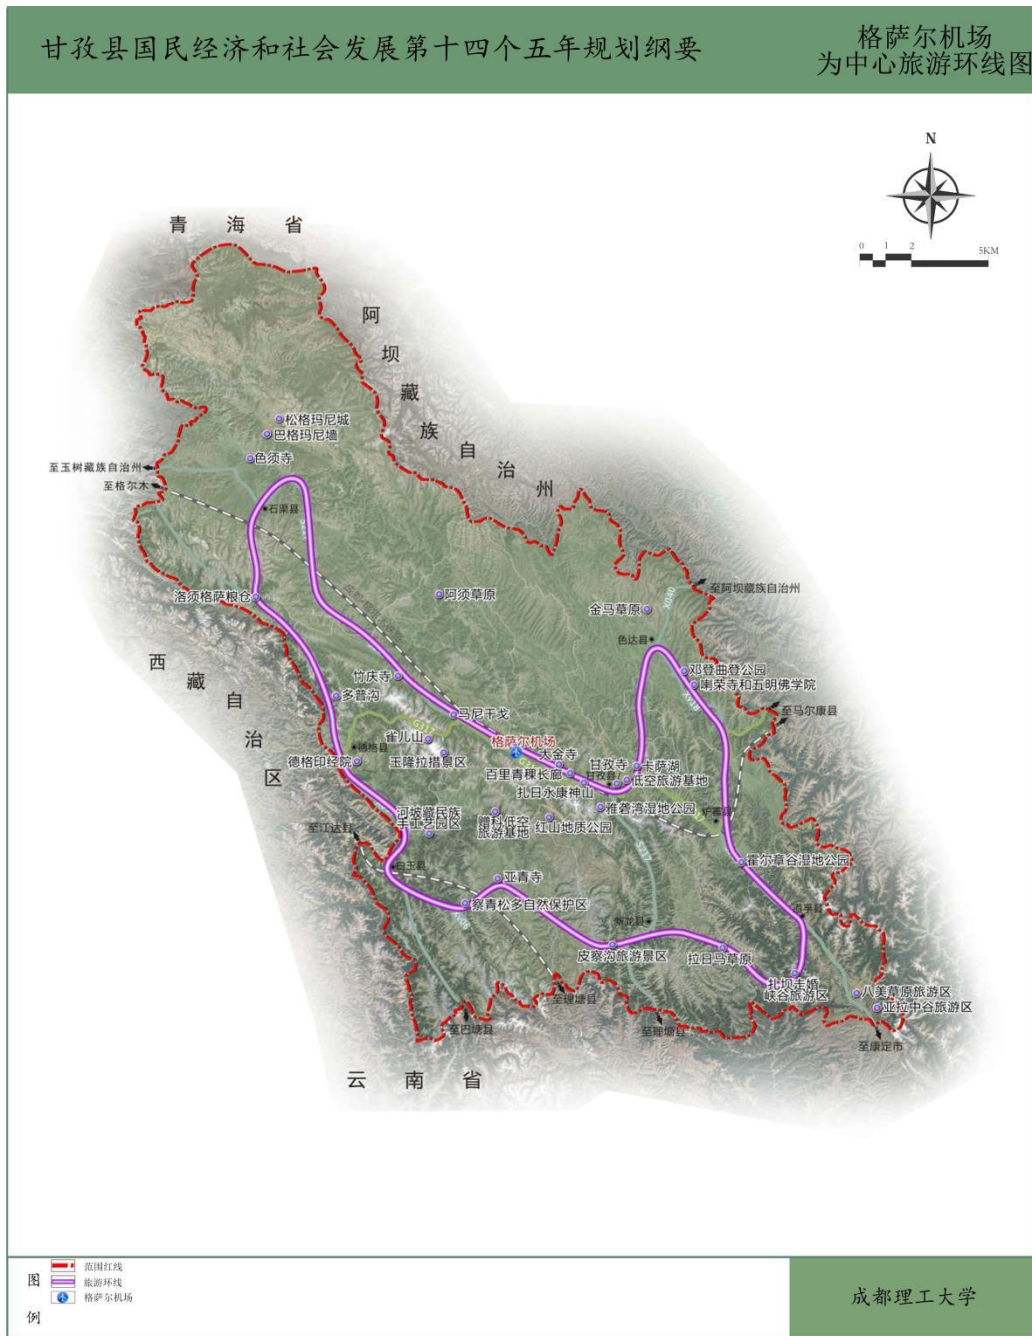 甘孜县国民经济和社会发展第十四个五年规划纲要
格萨尔机场
为中心旅游环线图
N
0 1 2 5KM
青海省
阿坝藏族自治州
松格玛尼城
巴格玛尼墙
色须寺
至玉树藏族自治州
至格尔木
石渠县
洛须格萨粮仓
阿须草原
金马草原
至阿坝藏族自治州
X040
色达县
西藏自治区
竹庆寺
多普沟
邓登曲登公园
喇荣寺和五明佛学院
马尼干戈
至马尔康县
雀儿山
德格县
格萨尔机场
玉隆拉措景区
德格印经院
大金寺
甘孜寺
卡萨湖
百里青稞长廊
甘孜县
低空旅游基地
扎日永康神山
河坡藏民族
手工艺园区
赠科低空
旅游基地
红山地质公园
雅砻湾湿地公园
炉霍县
至江达县
白玉县
霍尔章谷湿地公园
亚青寺
察青松多自然保护区
道孚县
新龙县
皮察沟旅游景区
拉日马草原
扎坝走婚
峡谷旅游区
八美草原旅游区
亚拉中谷旅游区
至理塘县
至巴塘县
至理塘县
至康定市
云南省
图例
范围红线
旅游环线
格萨尔机场
成都理工大学